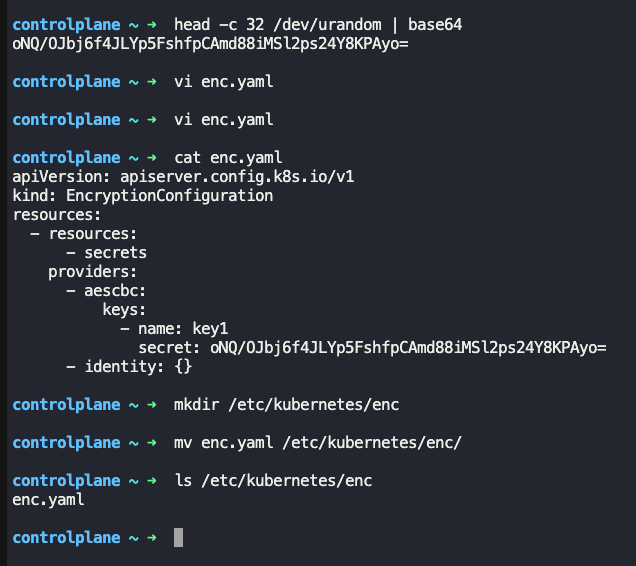 controlplane ~ ➜ head -c 32 /dev/urandom | base64
oNQ/OJbj6f4JLYp5FshfpCAmd88iMSl2ps24Y8KPAyo=
controlplane ~ ➜ vi enc.yaml
controlplane ~ ➜ vi enc.yaml
controlplane ~ ➜ cat enc.yaml
apiVersion: apiserver.config.k8s.io/v1
kind: EncryptionConfiguration
resources:
  - resources:
      - secrets
    providers:
      - aescbc:
          keys:
            - name: key1
              secret: oNQ/OJbj6f4JLYp5FshfpCAmd88iMSl2ps24Y8KPAyo=
      - identity: {}
controlplane ~ ➜ mkdir /etc/kubernetes/enc
controlplane ~ ➜ mv enc.yaml /etc/kubernetes/enc/
controlplane ~ ➜ ls /etc/kubernetes/enc
enc.yaml
controlplane ~ ➜